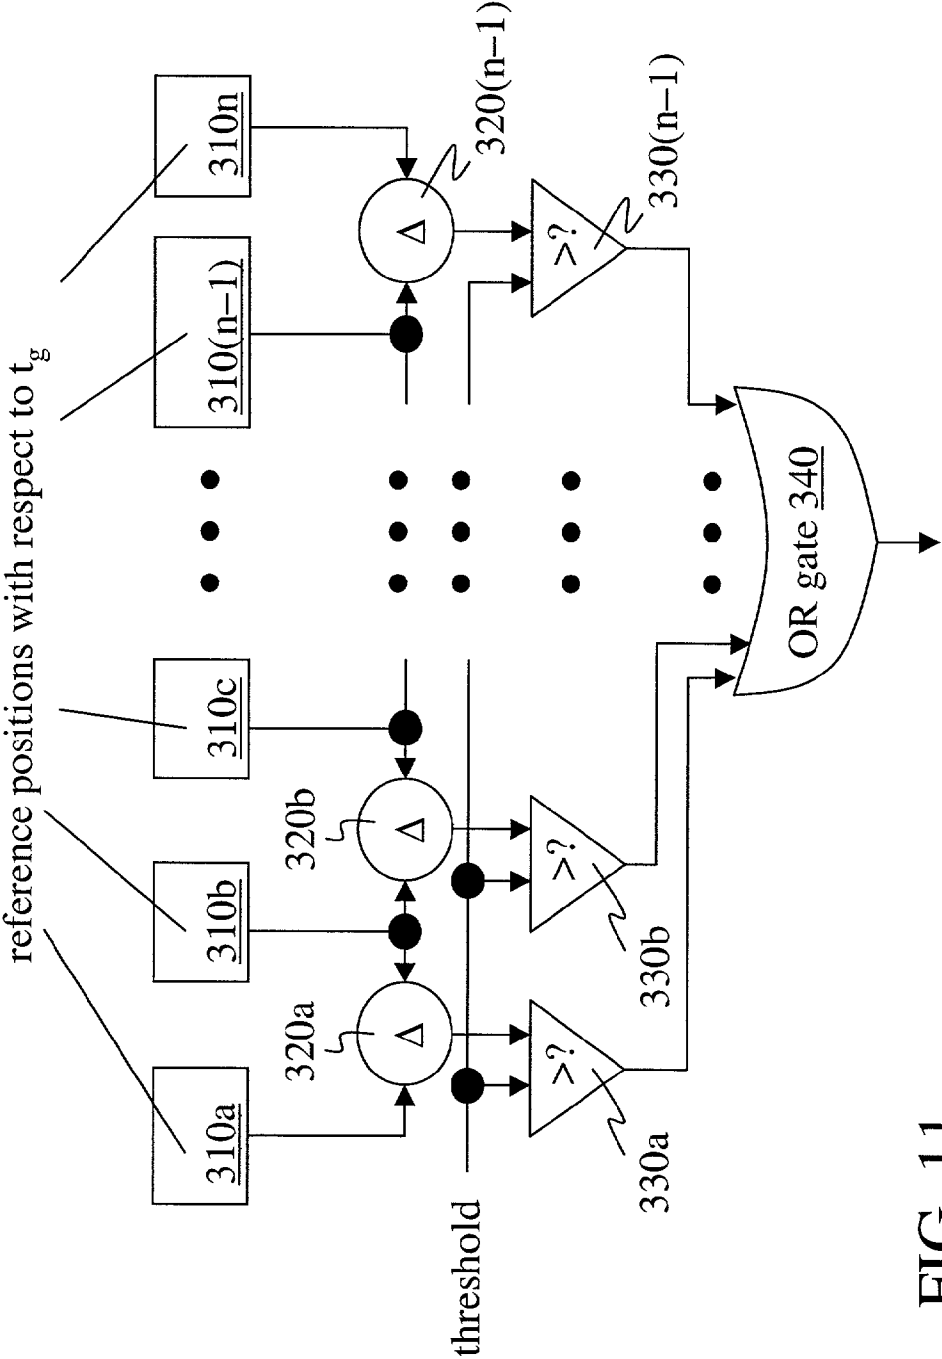 reference positions with respect to tg
310a
310b
310c
310(n−1)
310n
320a
320b
320(n−1)
Δ
Δ
Δ
threshold
>?
>?
>?
330a
330b
330(n−1)
OR gate 340
FIG. 11